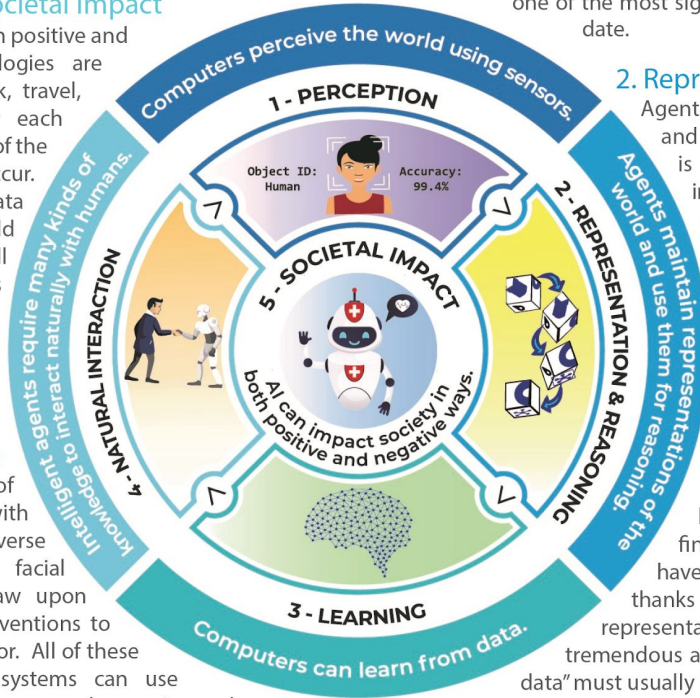 ocietal Impact
positive and
logies are
travel,
each
of the
cur.
of
with
verse
facial
upon
ventions to
or. All of these
systems can use
Computers perceive the world using sensors.
1 - PERCEPTION
Object ID:
Human
Accuracy:
99.4%
2 - REPRESENTATION & REASONING
Agents maintain representations of the
world and use them for reasoning.
3 - LEARNING
Computers can learn from data.
4 - NATURAL INTERACTION
Intelligent agents require many kinds of
knowledge to interact naturally with humans.
5 - SOCIETAL IMPACT
AI can impact society in
both positive and negative ways.
one of the most sig
date.
2. Repr
Agent
and
is
fin
have
thanks
representa
tremendous a
data” must usually